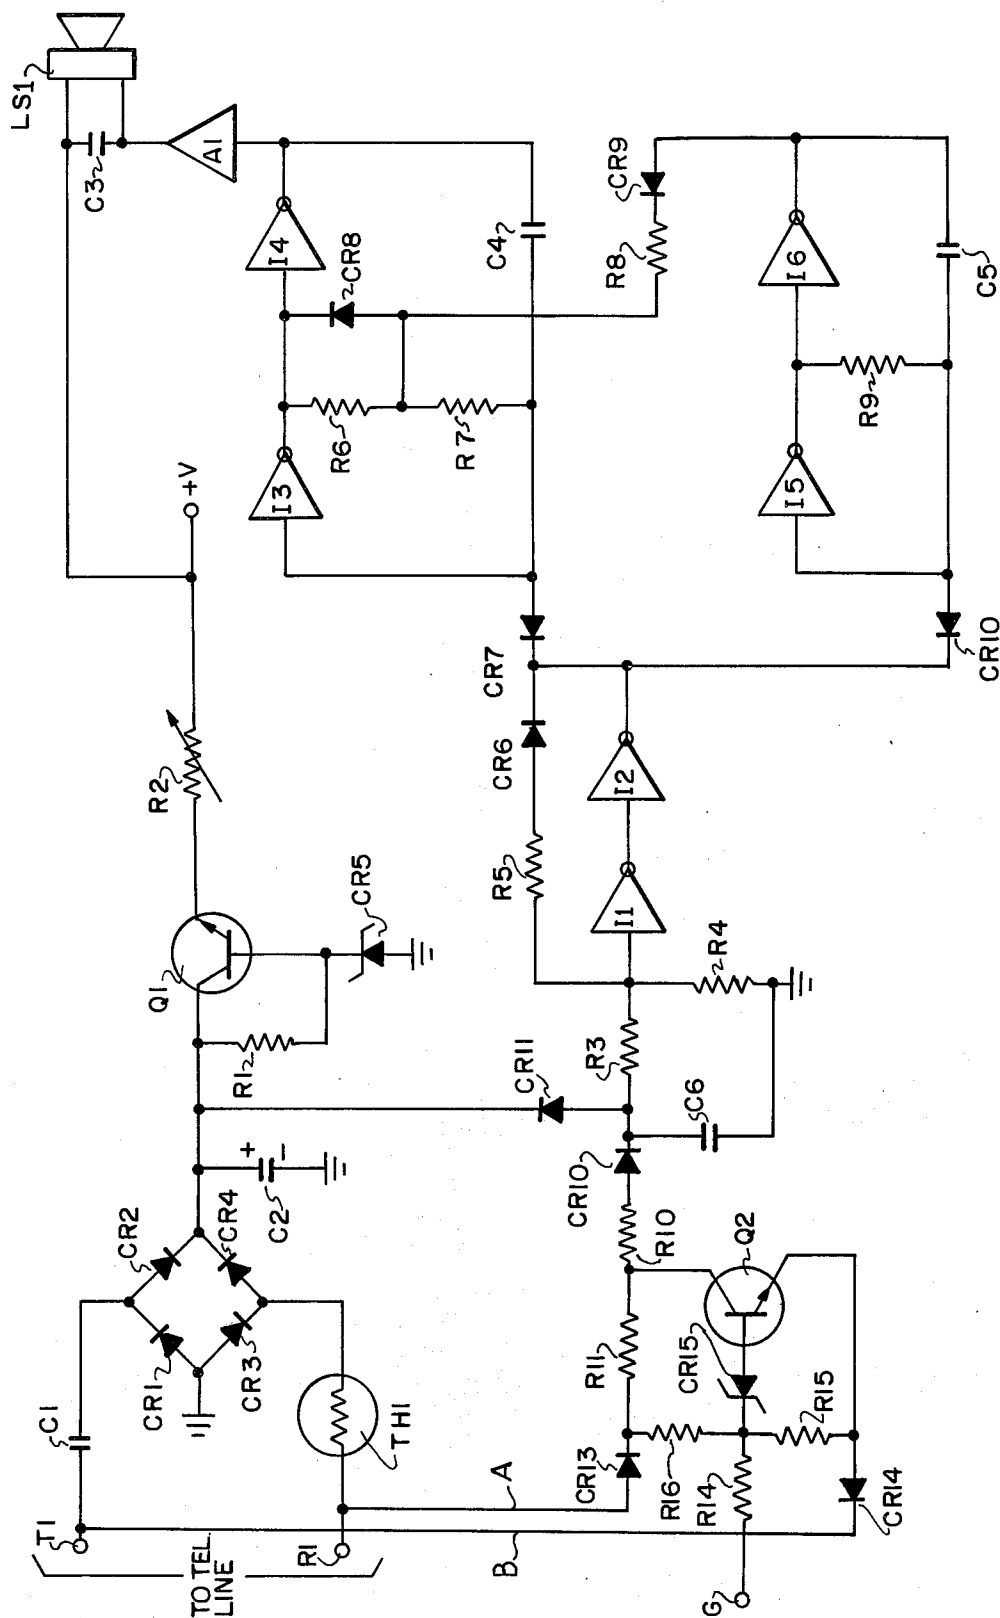 TO TEL.
LINE
T1
R1
C1
CR1
CR2
CR3
CR4
TH1
C2
+
-
R1
Q1
CR5
R2
+V
LS1
C3
A1
I4
I3
R6
R7
CR8
C4
CR9
R8
I6
I5
R9
C5
CR10
CR7
CR6
R5
I2
I1
R4
R3
CR11
C6
CR10
R10
Q2
R11
CR15
R15
R16
CR13
R14
CR14
A
B
G